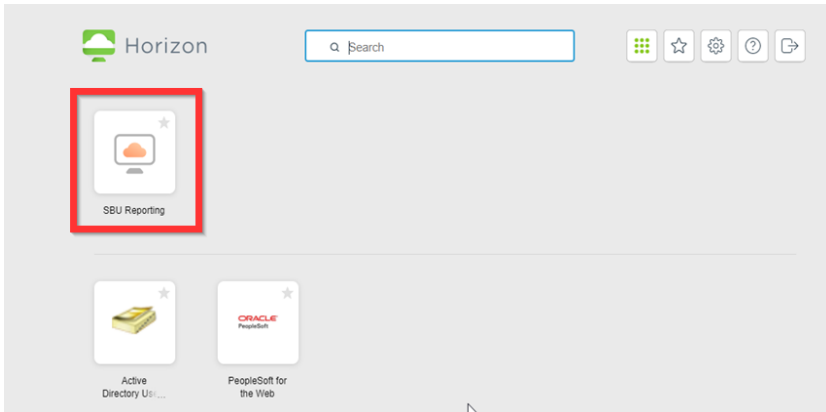 Horizon
Search
SBU Reporting
ORACLE
PeopleSoft
Active
Directory Us...
PeopleSoft for
the Web